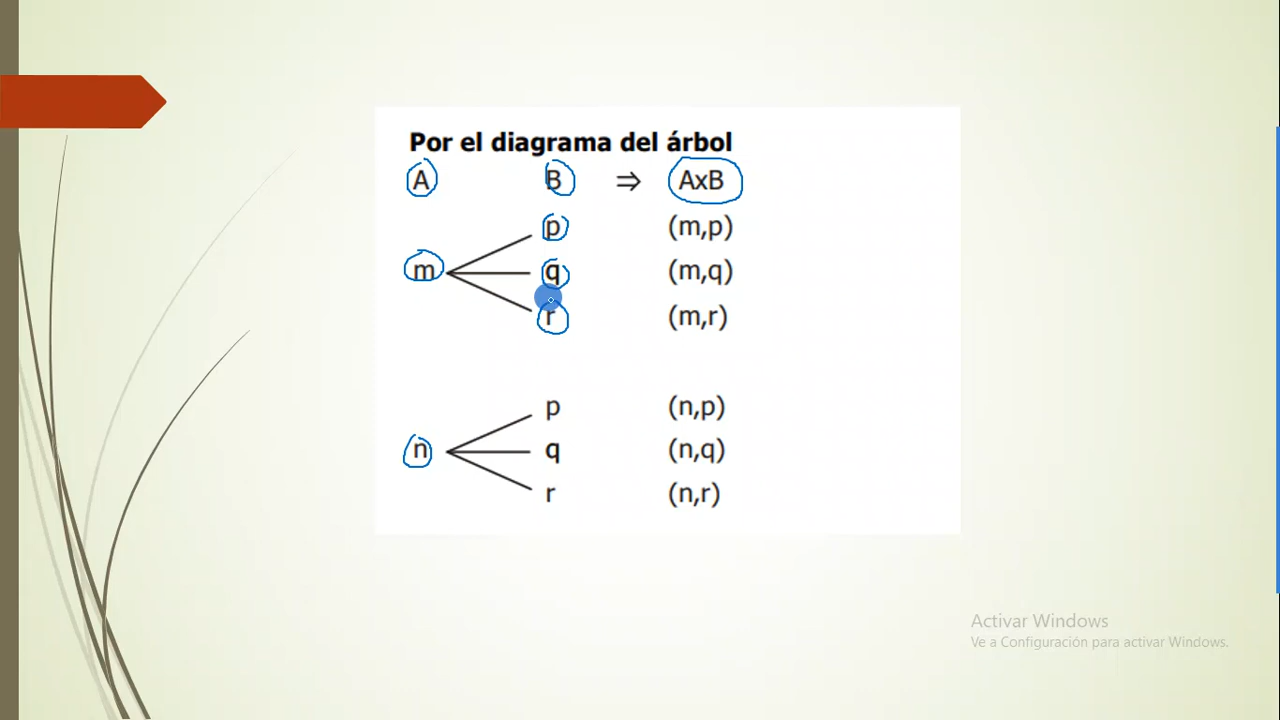 Por el diagrama del árbol
A B ⇒ AxB
p (m,p)
m q (m,q)
r (m,r)
p (n,p)
n q (n,q)
r (n,r)
Activar Windows
Ve a Configuración para activar Windows.